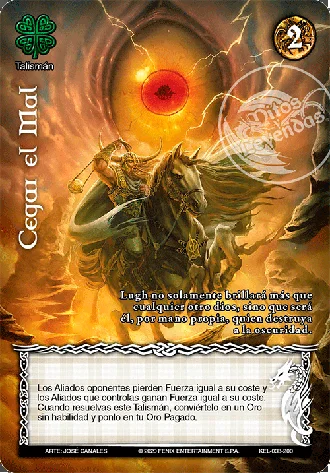 Talismán
2
Mitos y Leyendas
Cegar el Mal
Lugh no solamente brillará más que
cualquier otro dios, sino que será
él, por mano propia, quien destruya
a la oscuridad.
Los Aliados oponentes pierden Fuerza igual a su coste y
los Aliados que controlas ganan Fuerza igual a su coste.
Cuando resuelvas este Talismán, conviértelo en un Oro
sin habilidad y ponlo en tu Oro Pagado.
ARTE: JOSE CANALES
© 2023 FENIX ENTERTAINMENT S.P.A.